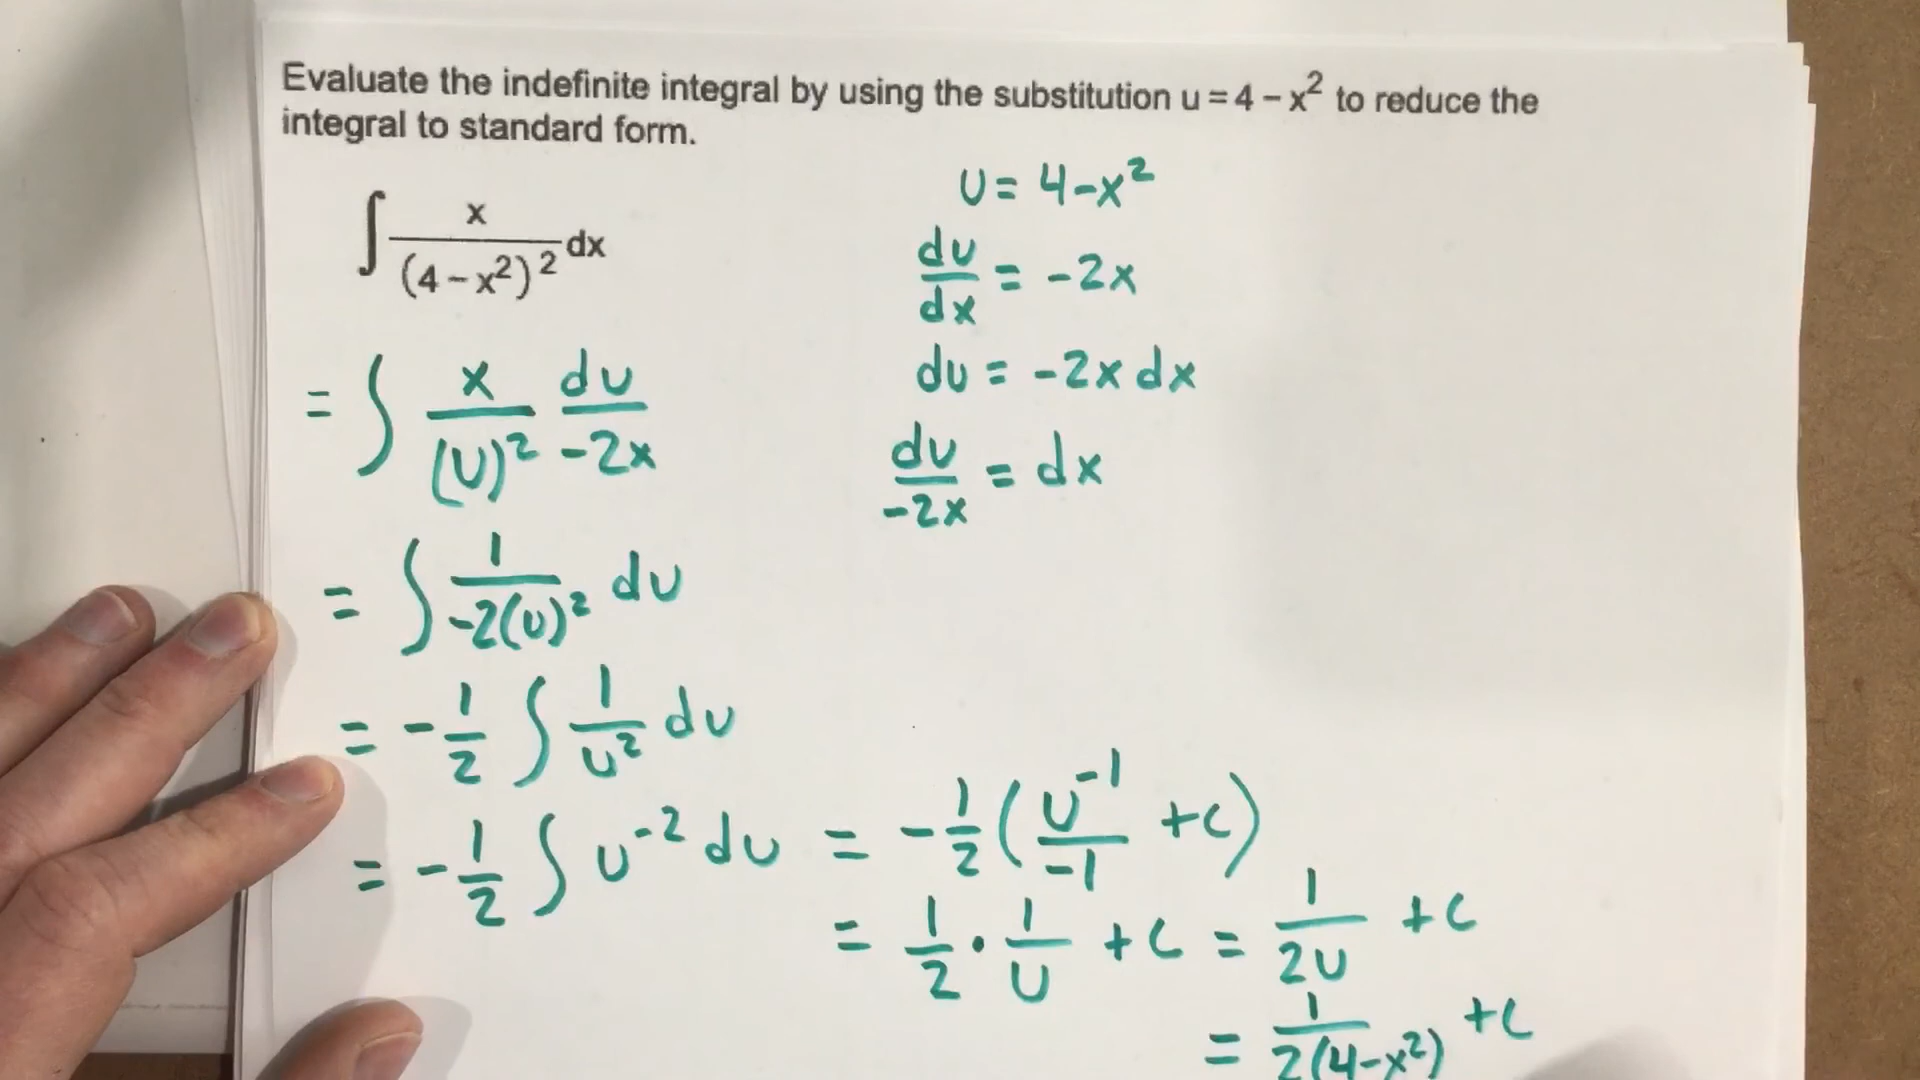 Evaluate the indefinite integral by using the substitution u = 4 − x² to reduce the
integral to standard form.
∫ x/(4 − x²)² dx
U = 4-x²
du/dx = -2x
du = -2x dx
du/-2x = dx
= ∫ x/(U)² du/-2x
= ∫ 1/-2(U)² du
= -1/2 ∫ 1/U² du
= -1/2 ∫ U⁻² du = -1/2 (U⁻¹/-1 +C)
= 1/2 · 1/U +C = 1/2U +C
= 1/2(4-x²) +C